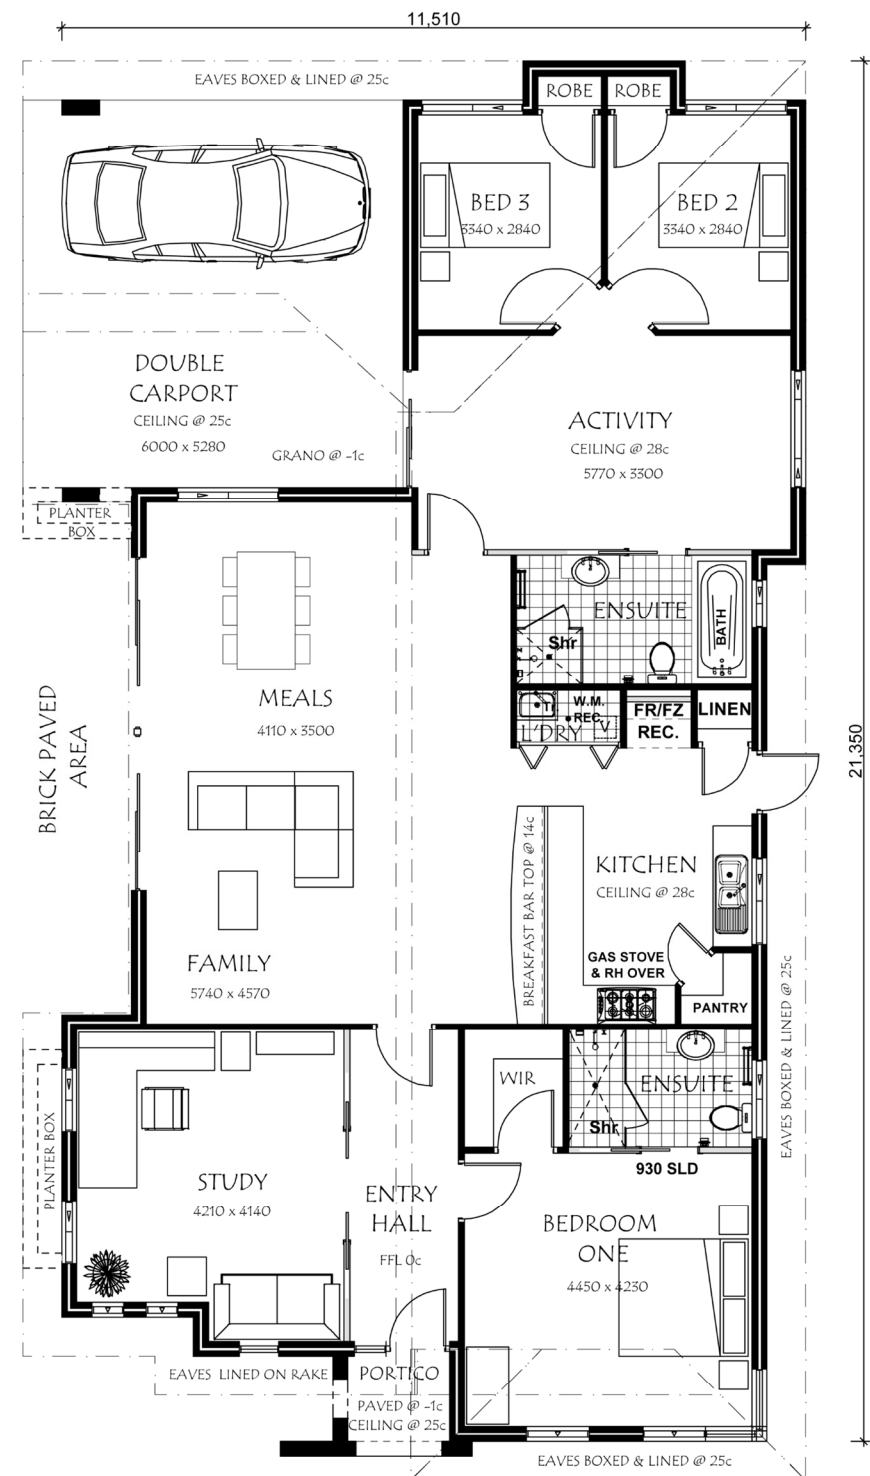 11,510
EAVES BOXED & LINED @ 25c
ROBE
ROBE
BED 3
3340 x 2840
BED 2
3340 x 2840
DOUBLE
CARPORT
CEILING @ 25c
6000 x 5280
GRANO @ -1c
ACTIVITY
CEILING @ 28c
5770 x 3300
PLANTER
BOX
ENSUITE
BATH
Shr
MEALS
4110 x 3500
BRICK PAVED
AREA
Tr.
W.M.
REC.
L'DRY
V
FR/FZ
REC.
LINEN
21,350
BREAKFAST BAR TOP @ 14c
KITCHEN
CEILING @ 28c
GAS STOVE
& RH OVER
PANTRY
FAMILY
5740 x 4570
EAVES BOXED & LINED @ 25c
WIR
ENSUITE
Shr
930 SLD
PLANTER BOX
STUDY
4210 x 4140
ENTRY
HALL
FFL 0c
BEDROOM
ONE
4450 x 4230
EAVES LINED ON RAKE
PORTICO
PAVED @ -1c
CEILING @ 25c
EAVES BOXED & LINED @ 25c